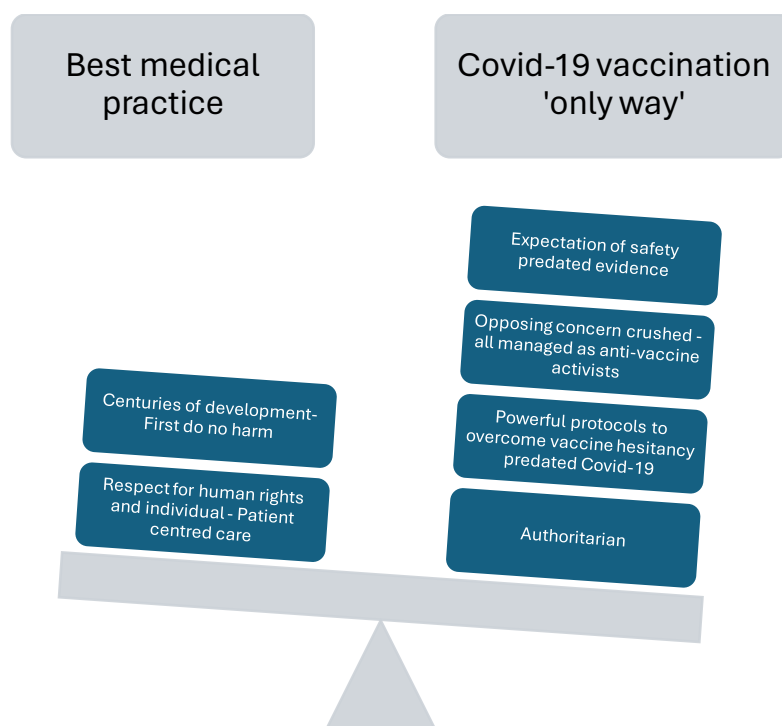 Best medical
practice
Covid-19 vaccination
'only way'
Expectation of safety
predated evidence
Opposing concern crushed -
all managed as anti-vaccine
activists
Centuries of development-
First do no harm
Powerful protocols to
overcome vaccine hesitancy
predated Covid-19
Respect for human rights
and individual - Patient
centred care
Authoritarian